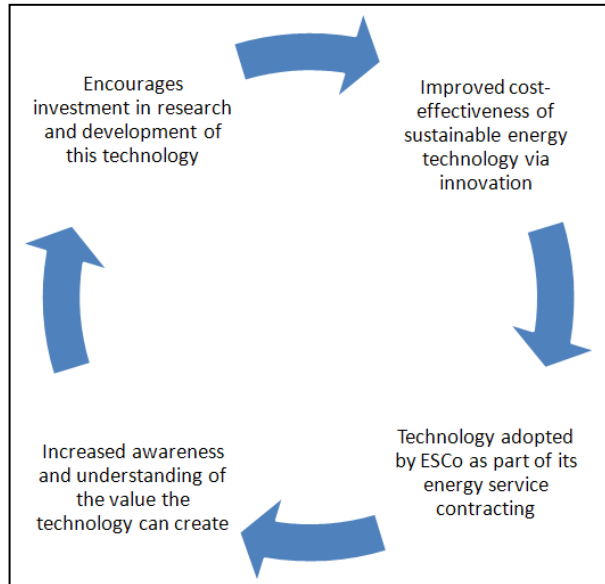 Encourages
investment in research
and development of
this technology
Improved cost-
effectiveness of
sustainable energy
technology via
innovation
Technology adopted
by ESCo as part of its
energy service
contracting
Increased awareness
and understanding of
the value the
technology can create